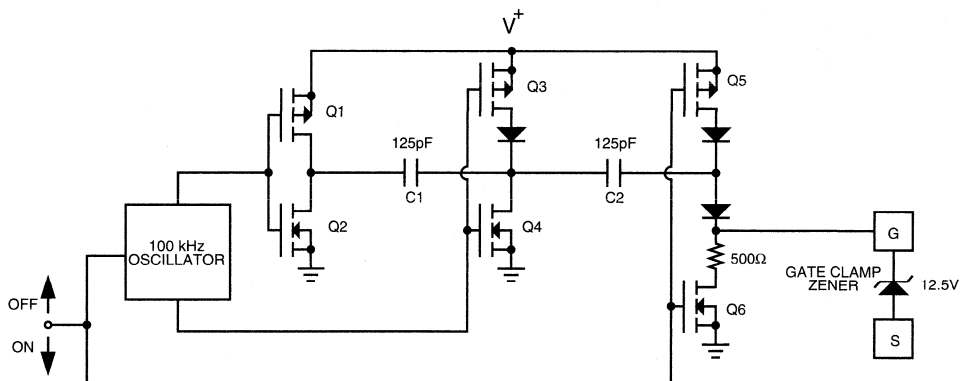 V+
Q1
Q3
Q5
125pF
C1
125pF
C2
Q2
Q4
100 kHz
OSCILLATOR
500Ω
G
GATE CLAMP
ZENER
12.5V
Q6
S
OFF
ON